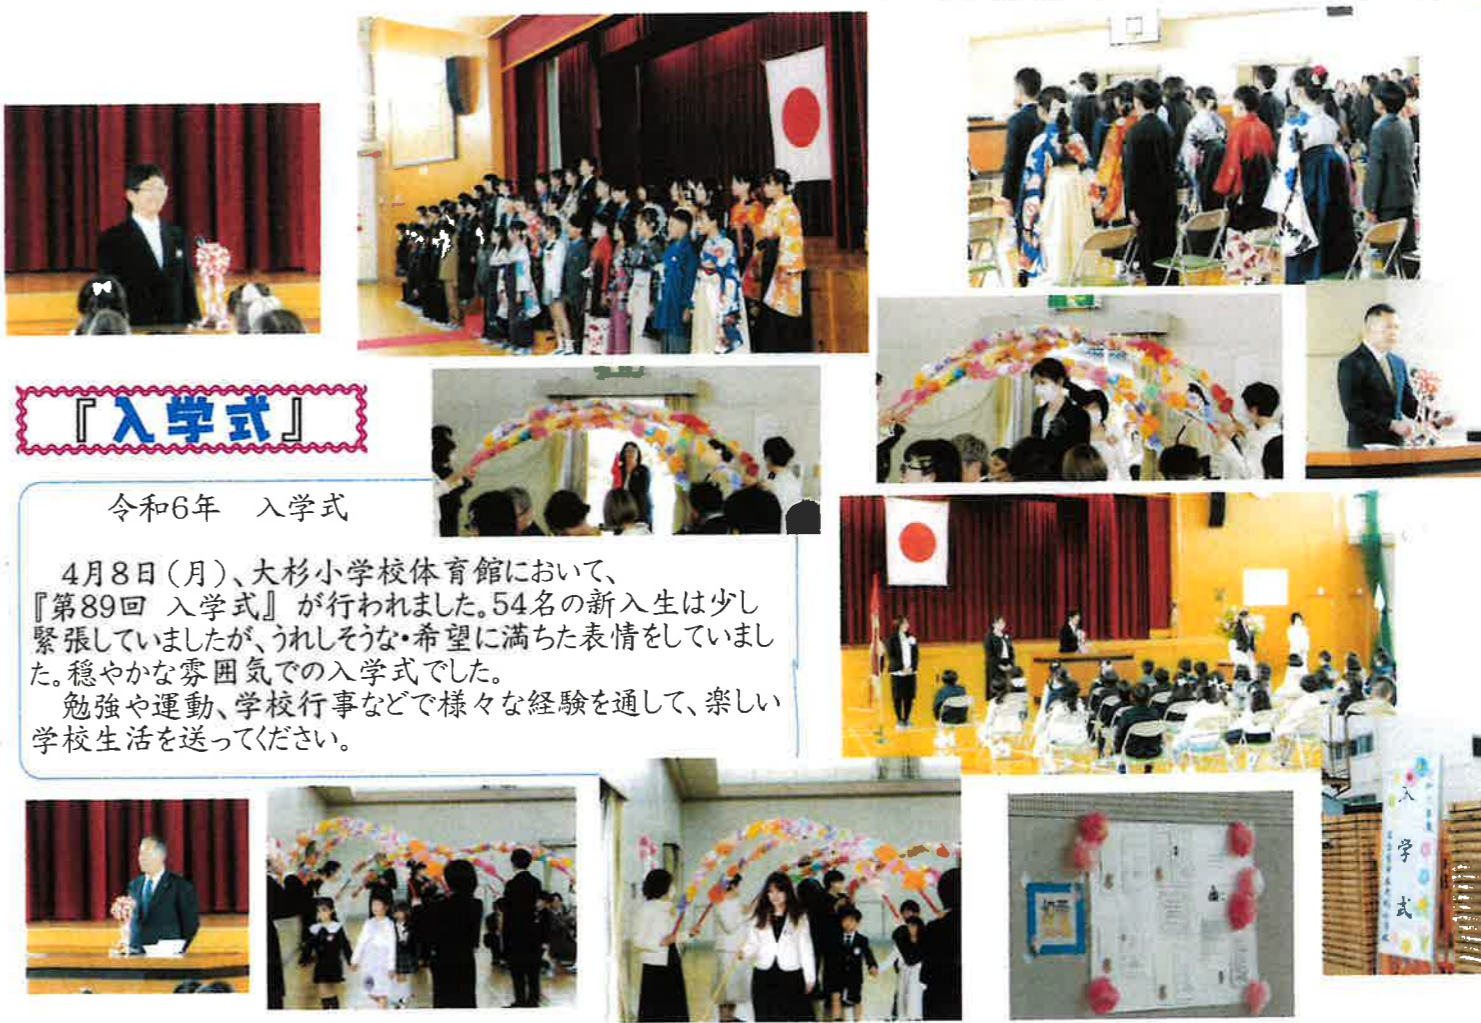 『入学式』
令和6年　入学式
4月8日(月)、大杉小学校体育館において、
『第89回 入学式』 が行われました。54名の新入生は少し
緊張していましたが、うれしそうな・希望に満ちた表情をしていまし
た。穏やかな雰囲気での入学式でした。
勉強や運動、学校行事などで様々な経験を通して、楽しい
学校生活を送ってください。
入学式